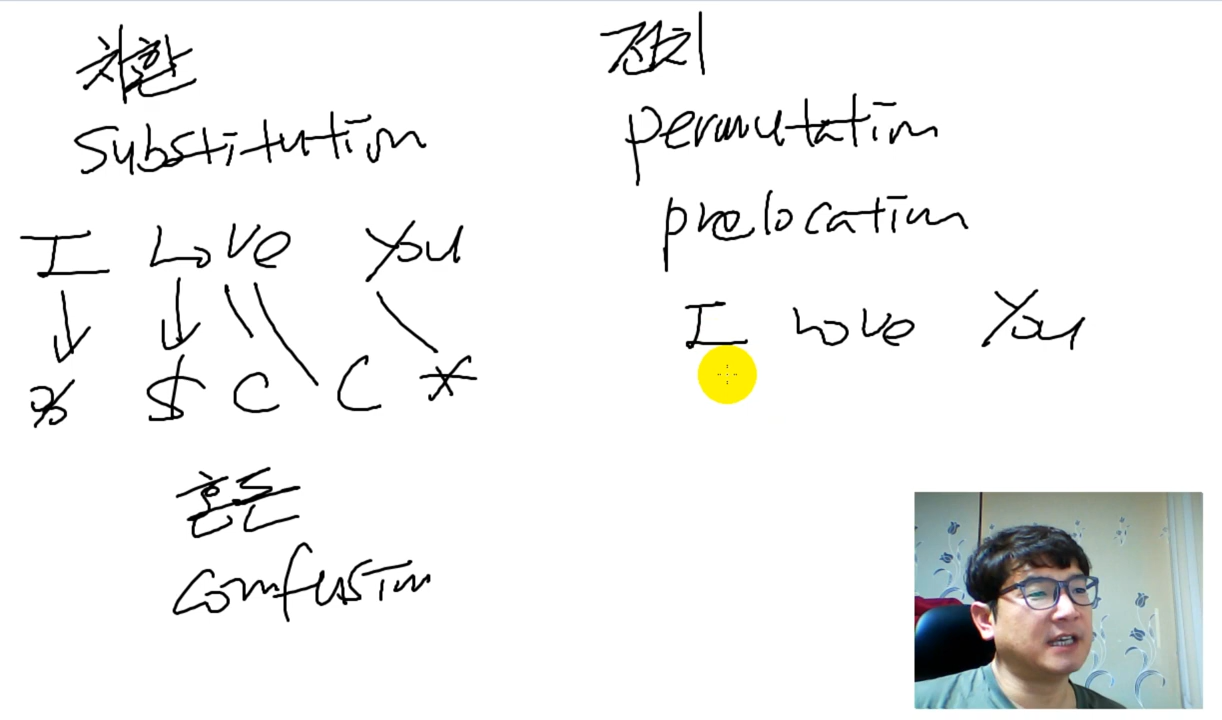 치환
Substitution
I Love You
% $ C C *
혼돈
confusion
전치
permutation
prelocation
I Love You